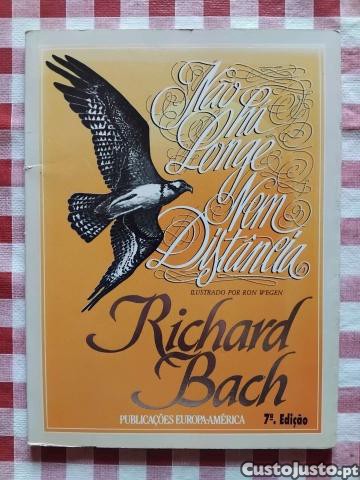 Não
Há
Longe
Nem
Distância
ILUSTRADO POR RON WEGEN
Richard
Bach
PUBLICAÇÕES EUROPA-AMÉRICA
7ª. Edição
CustoJusto.pt